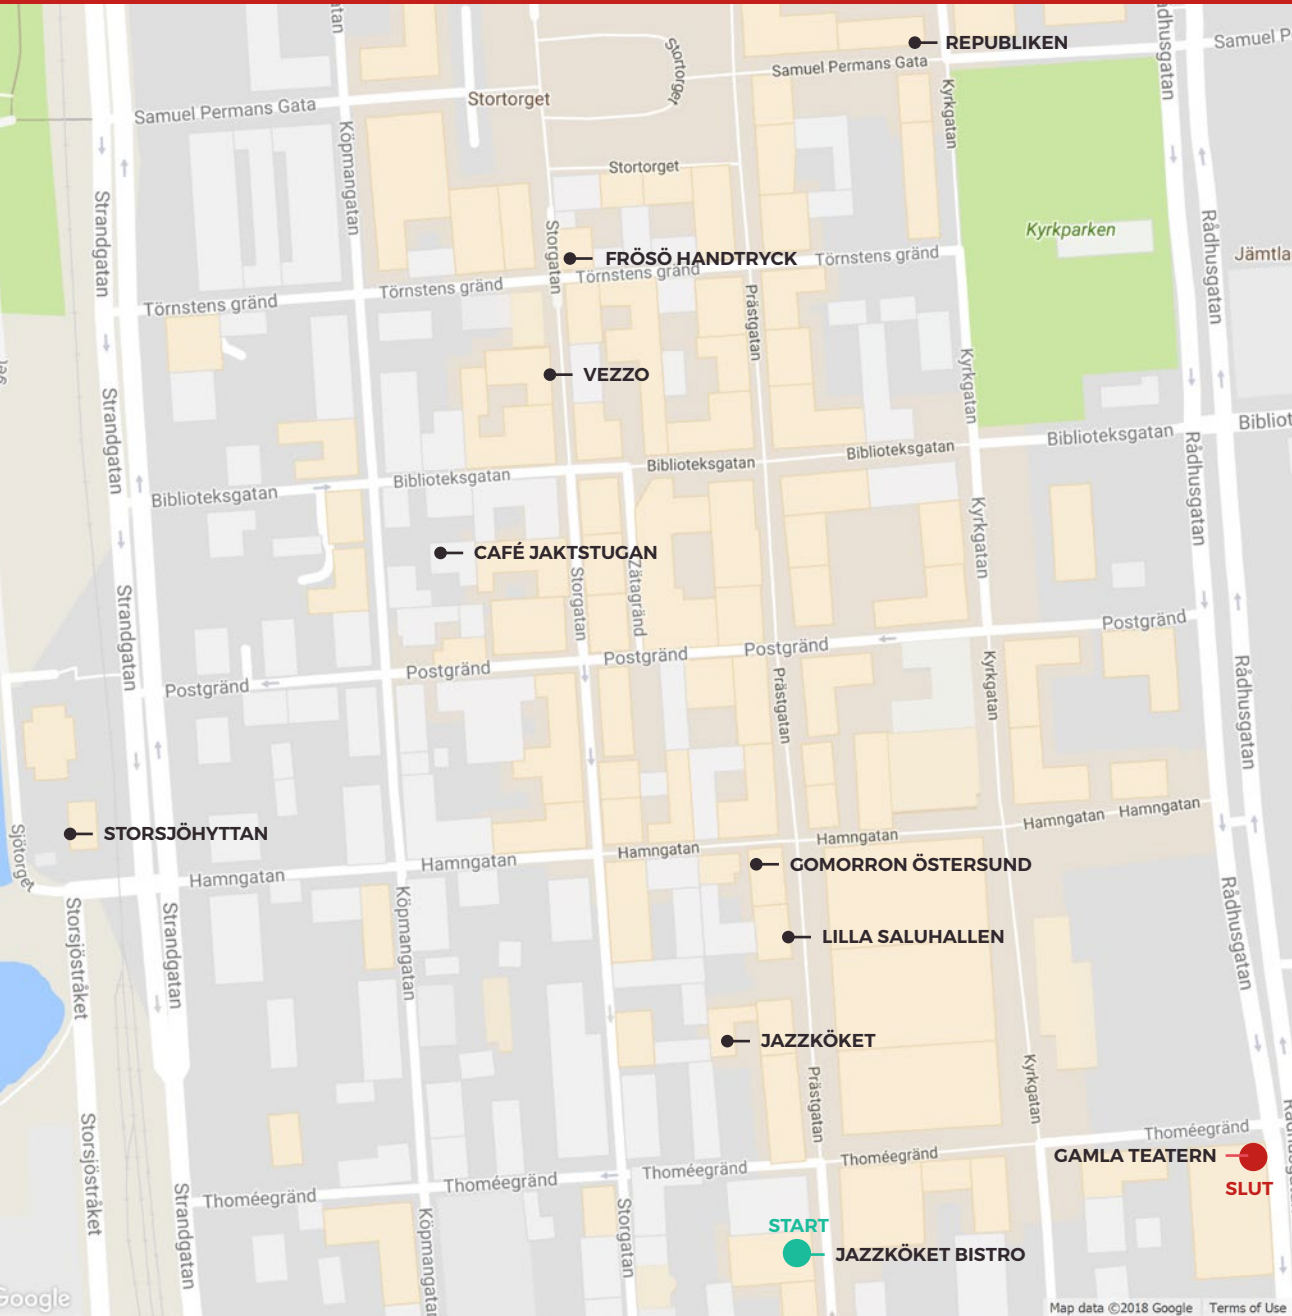 REPUBLIKEN
Samuel P
Samuel Permans Gata
Stortorget
Stortorget
Samuel Permans Gata
Kyrkgatan
Köpmangatan
Stortorget
Strandgatan
Storgatan
Kyrkparken
Rådhusgatan
Jämtla
FRÖSÖ HANDTRYCK
Törnstens gränd
Törnstens gränd
Törnstens gränd
Törnstens gränd
Prästgatan
VEZZO
Kyrkgatan
Strandgatan
Bibliot
Biblioteksgatan
Biblioteksgatan
Biblioteksgatan
Biblioteksgatan
Biblioteksgatan
Rådhusgatan
Kyrkgatan
CAFÉ JAKTSTUGAN
Storgatan
Zätagränd
Strandgatan
Postgränd
Postgränd
Postgränd
Postgränd
Postgränd
Kyrkgatan
Prästgatan
Rådhusgatan
STORSJÖHYTTAN
Sjötorget
Hamngatan
Hamngatan
Hamngatan
Hamngatan
Hamngatan
Hamngatan
GOMORRON ÖSTERSUND
Köpmangatan
Storsjöstråket
Strandgatan
Rådhusgatan
LILLA SALUHALLEN
JAZZKÖKET
Prästgatan
Kyrkgatan
Storsjöstråket
Thoméegränd
Thoméegränd
Thoméegränd
Thoméegränd
Thoméegränd
GAMLA TEATERN
SLUT
Strandgatan
Köpmangatan
Storgatan
START
JAZZKÖKET BISTRO
Google
Map data ©2018 Google Terms of Use